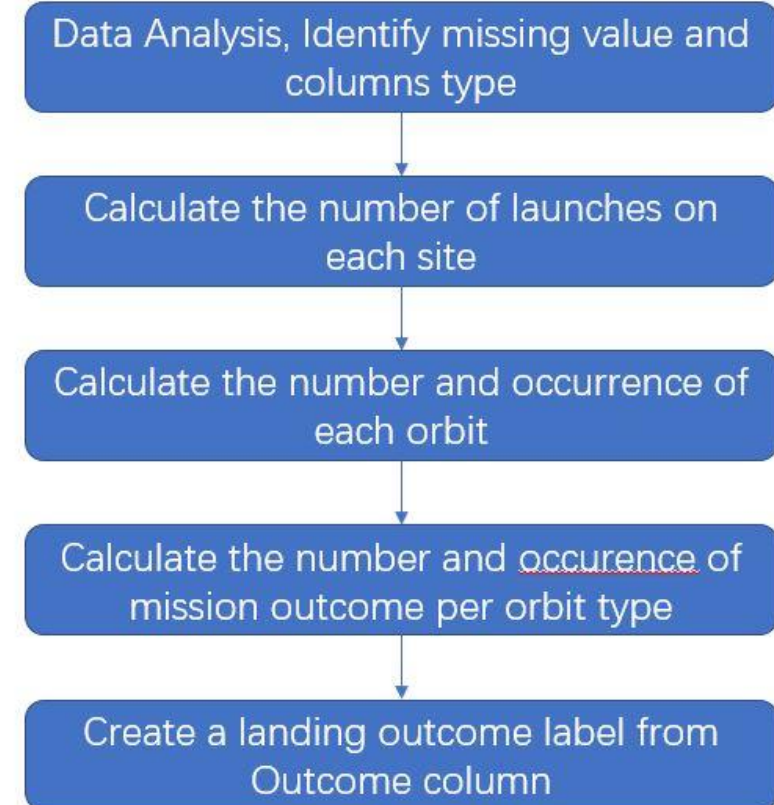 Data Analysis, Identify missing value and
columns type
Calculate the number of launches on
each site
Calculate the number and occurrence of
each orbit
Calculate the number and occurence of
mission outcome per orbit type
Create a landing outcome label from
Outcome column